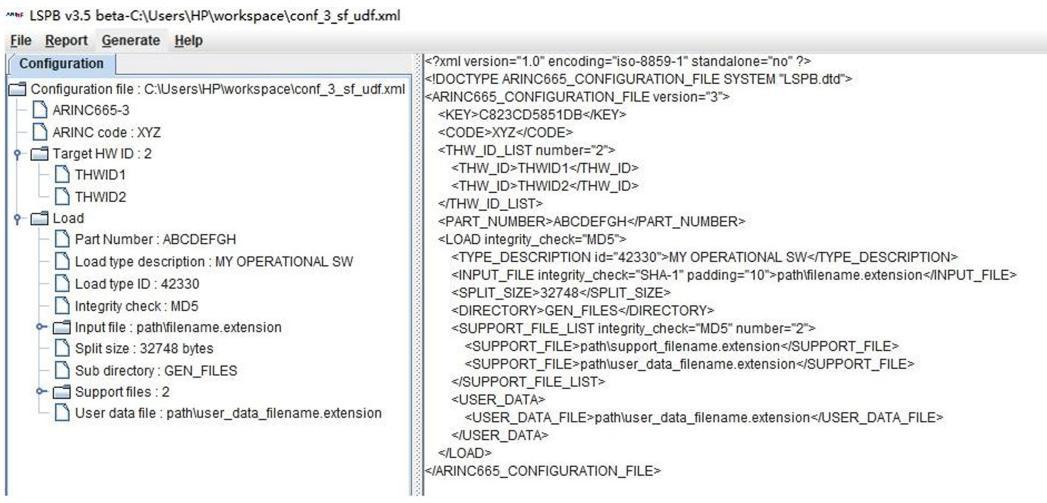 LSPB v3.5 beta-C:\Users\HP\workspace\conf_3_sf_udf.xml
File Report Generate Help
Configuration
Configuration file : C:\Users\HP\workspace\conf_3_sf_udf.xml
ARINC665-3
ARINC code : XYZ
Target HW ID : 2
THWID1
THWID2
Load
Part Number : ABCDEFGH
Load type description : MY OPERATIONAL SW
Load type ID : 42330
Integrity check : MD5
Input file : path\filename.extension
Split size : 32748 bytes
Sub directory : GEN_FILES
Support files : 2
User data file : path\user_data_filename.extension
<?xml version="1.0" encoding="iso-8859-1" standalone="no" ?>
<!DOCTYPE ARINC665_CONFIGURATION_FILE SYSTEM "LSPB.dtd">
<ARINC665_CONFIGURATION_FILE version="3">
<KEY>C823CD5851DB</KEY>
<CODE>XYZ</CODE>
<THW_ID_LIST number="2">
<THW_ID>THWID1</THW_ID>
<THW_ID>THWID2</THW_ID>
</THW_ID_LIST>
<PART_NUMBER>ABCDEFGH</PART_NUMBER>
<LOAD integrity_check="MD5">
<TYPE_DESCRIPTION id="42330">MY OPERATIONAL SW</TYPE_DESCRIPTION>
<INPUT_FILE integrity_check="SHA-1" padding="10">path\filename.extension</INPUT_FILE>
<SPLIT_SIZE>32748</SPLIT_SIZE>
<DIRECTORY>GEN_FILES</DIRECTORY>
<SUPPORT_FILE_LIST integrity_check="MD5" number="2">
<SUPPORT_FILE>path\support_filename.extension</SUPPORT_FILE>
<SUPPORT_FILE>path\user_data_filename.extension</SUPPORT_FILE>
</SUPPORT_FILE_LIST>
<USER_DATA>
<USER_DATA_FILE>path\user_data_filename.extension</USER_DATA_FILE>
</USER_DATA>
</LOAD>
</ARINC665_CONFIGURATION_FILE>